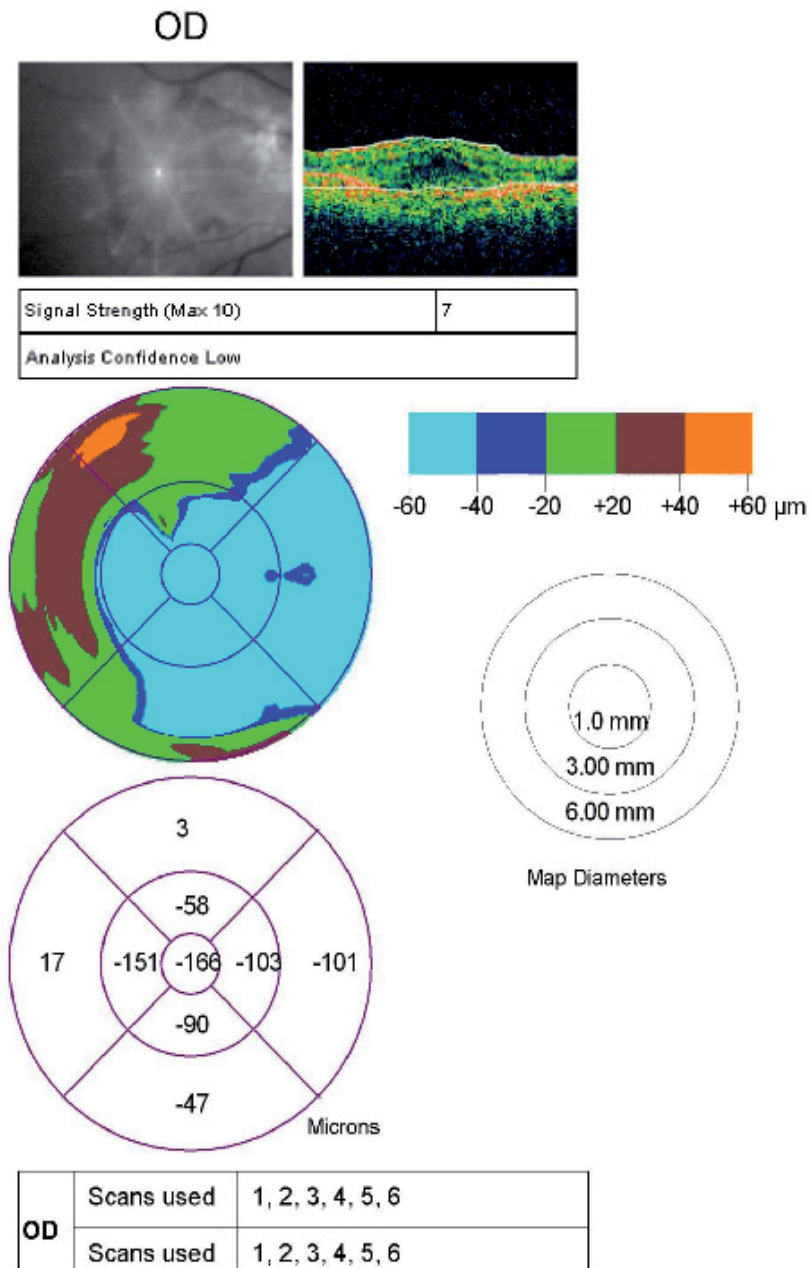 OD
Signal Strength (Max 10) 7
Analysis Confidence Low
-60 -40 -20 +20 +40 +60 µm
1.0 mm
3.00 mm
6.00 mm
Map Diameters
3
-58
17 -151 -166 -103 -101
-90
-47
Microns
OD
Scans used 1, 2, 3, 4, 5, 6
Scans used 1, 2, 3, 4, 5, 6